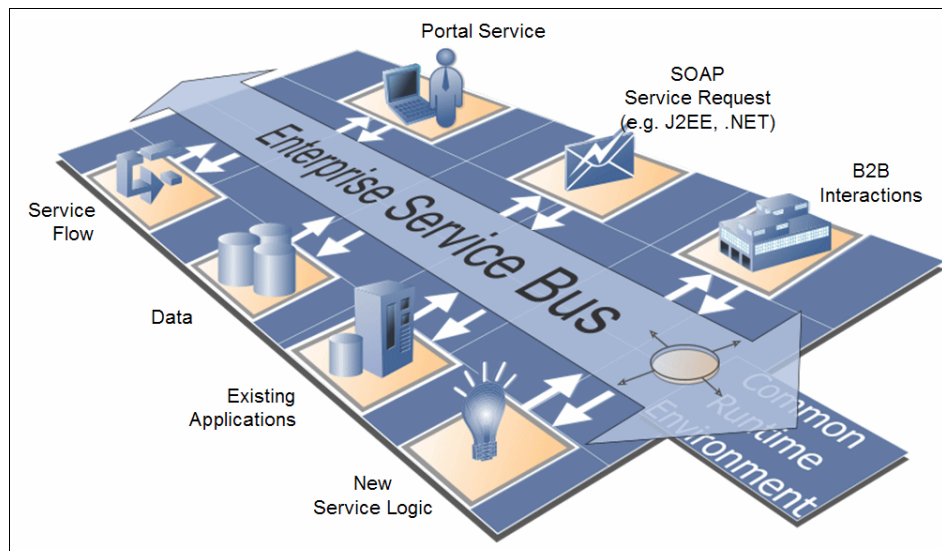 Portal Service
SOAP
Service Request
(e.g. J2EE, .NET)
B2B
Interactions
Enterprise Service Bus
Service
Flow
Data
Existing
Applications
New
Service Logic
Common
Runtime
Environment